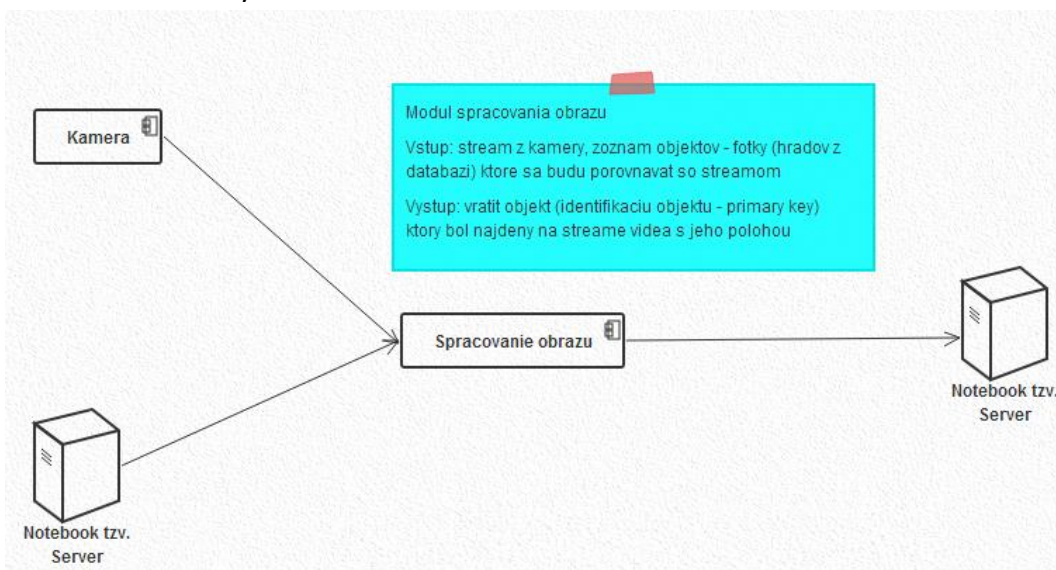 Kamera
Modul spracovania obrazu
Vstup: stream z kamery, zoznam objektov - fotky (hradov z
databazi) ktore sa budu porovnavat so streamom
Vystup: vratit objekt (identifikaciu objektu - primary key)
ktory bol najdeny na streame videa s jeho polohou
Spracovanie obrazu
Notebook tzv.
Server
Notebook tzv.
Server